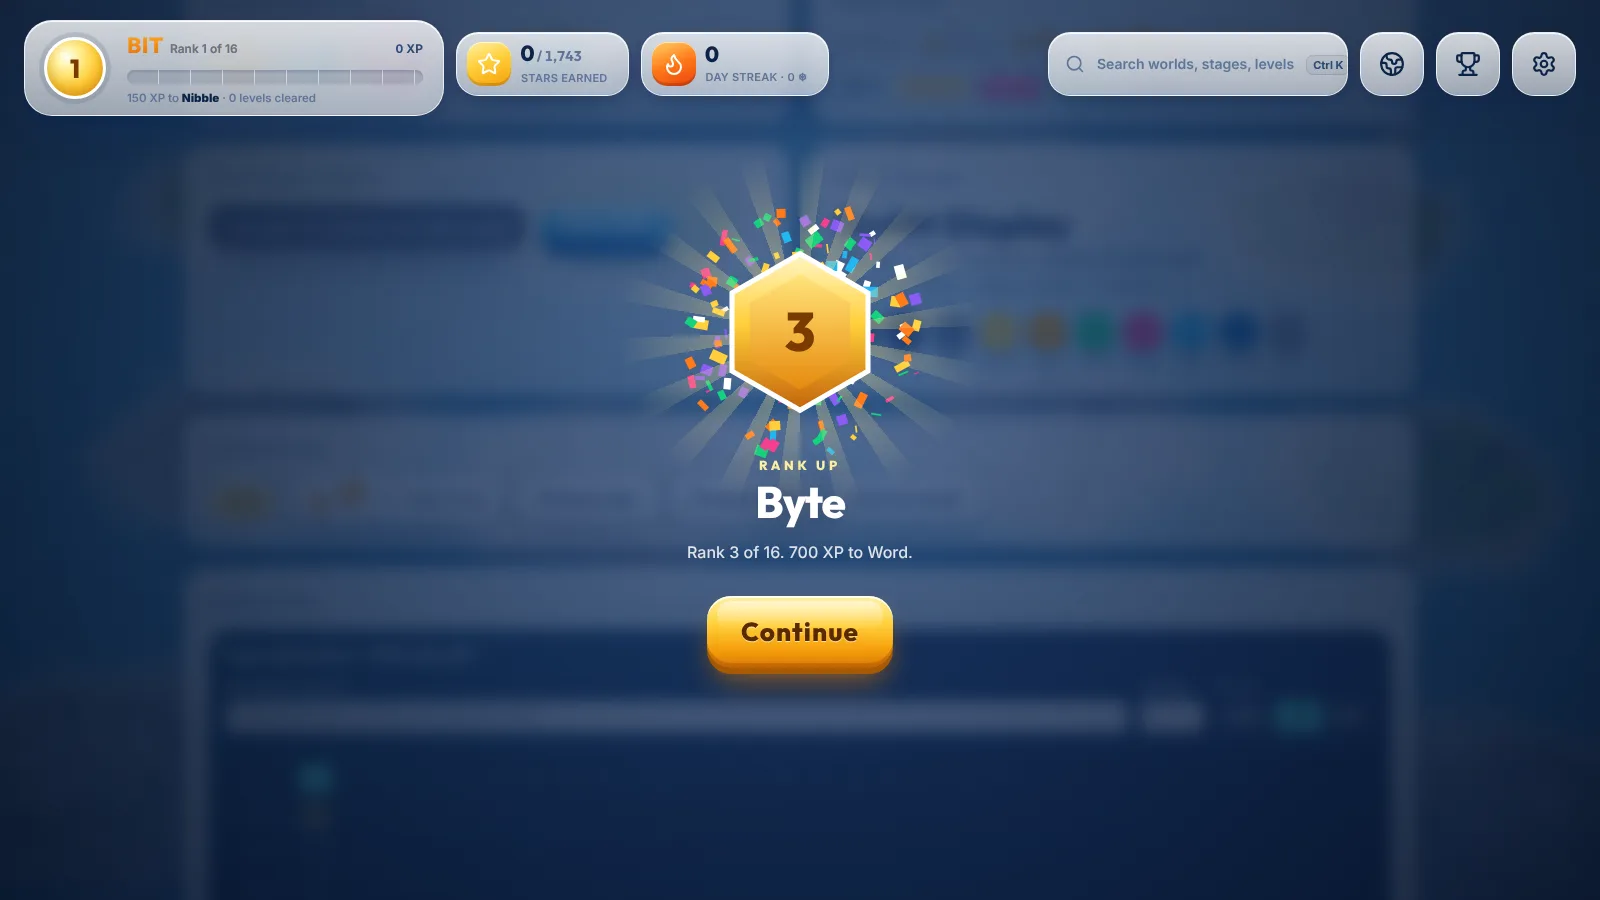 1
BIT Rank 1 of 16 0 XP
150 XP to Nibble · 0 levels cleared
0 / 1,743
STARS EARNED
0
DAY STREAK · 0 ❄
Search worlds, stages, levels Ctrl K
3
RANK UP
Byte
Rank 3 of 16. 700 XP to Word.
Continue